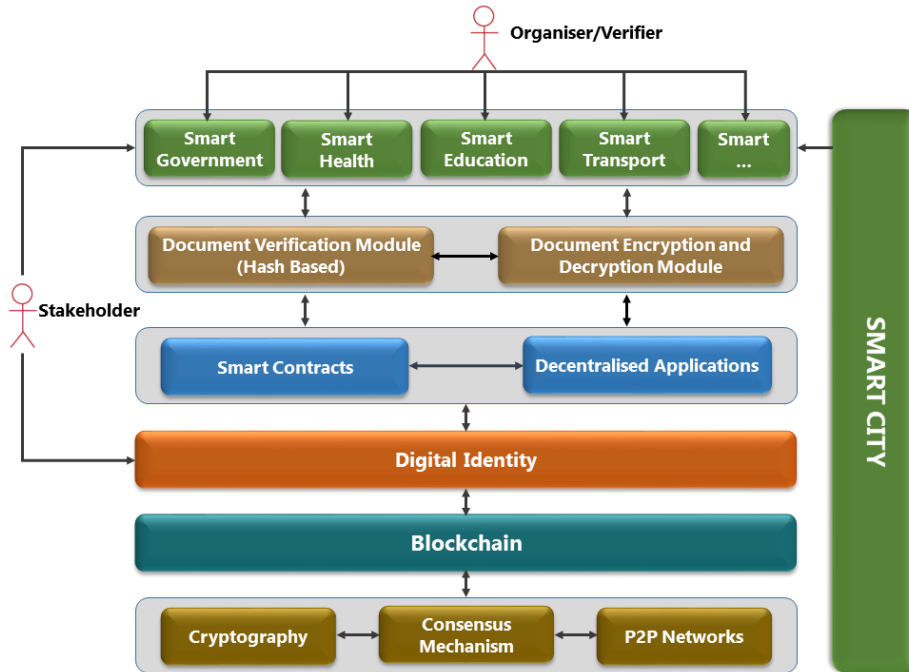 Organiser/Verifier
Smart
Government
Smart
Health
Smart
Education
Smart
Transport
Smart
...
Document Verification Module
(Hash Based)
Document Encryption and
Decryption Module
Stakeholder
Smart Contracts
Decentralised Applications
SMART CITY
Digital Identity
Blockchain
Cryptography
Consensus
Mechanism
P2P Networks